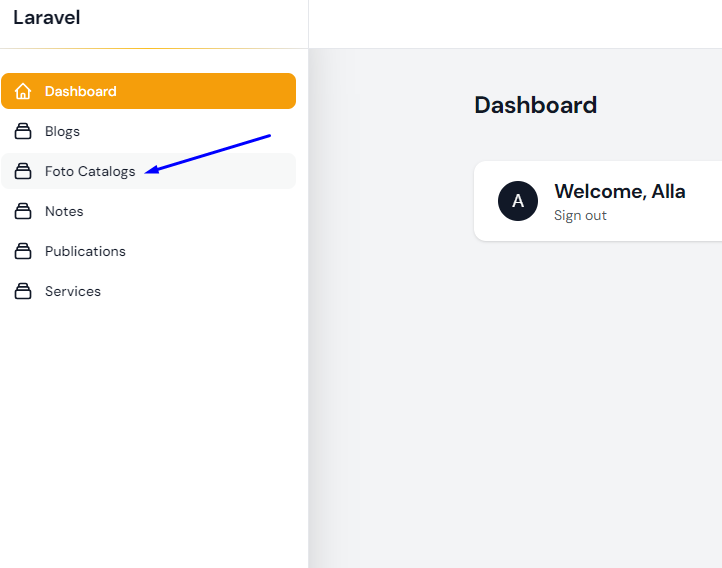 Laravel
Dashboard
Blogs
Foto Catalogs
Notes
Publications
Services
Dashboard
A
Welcome, Alla
Sign out